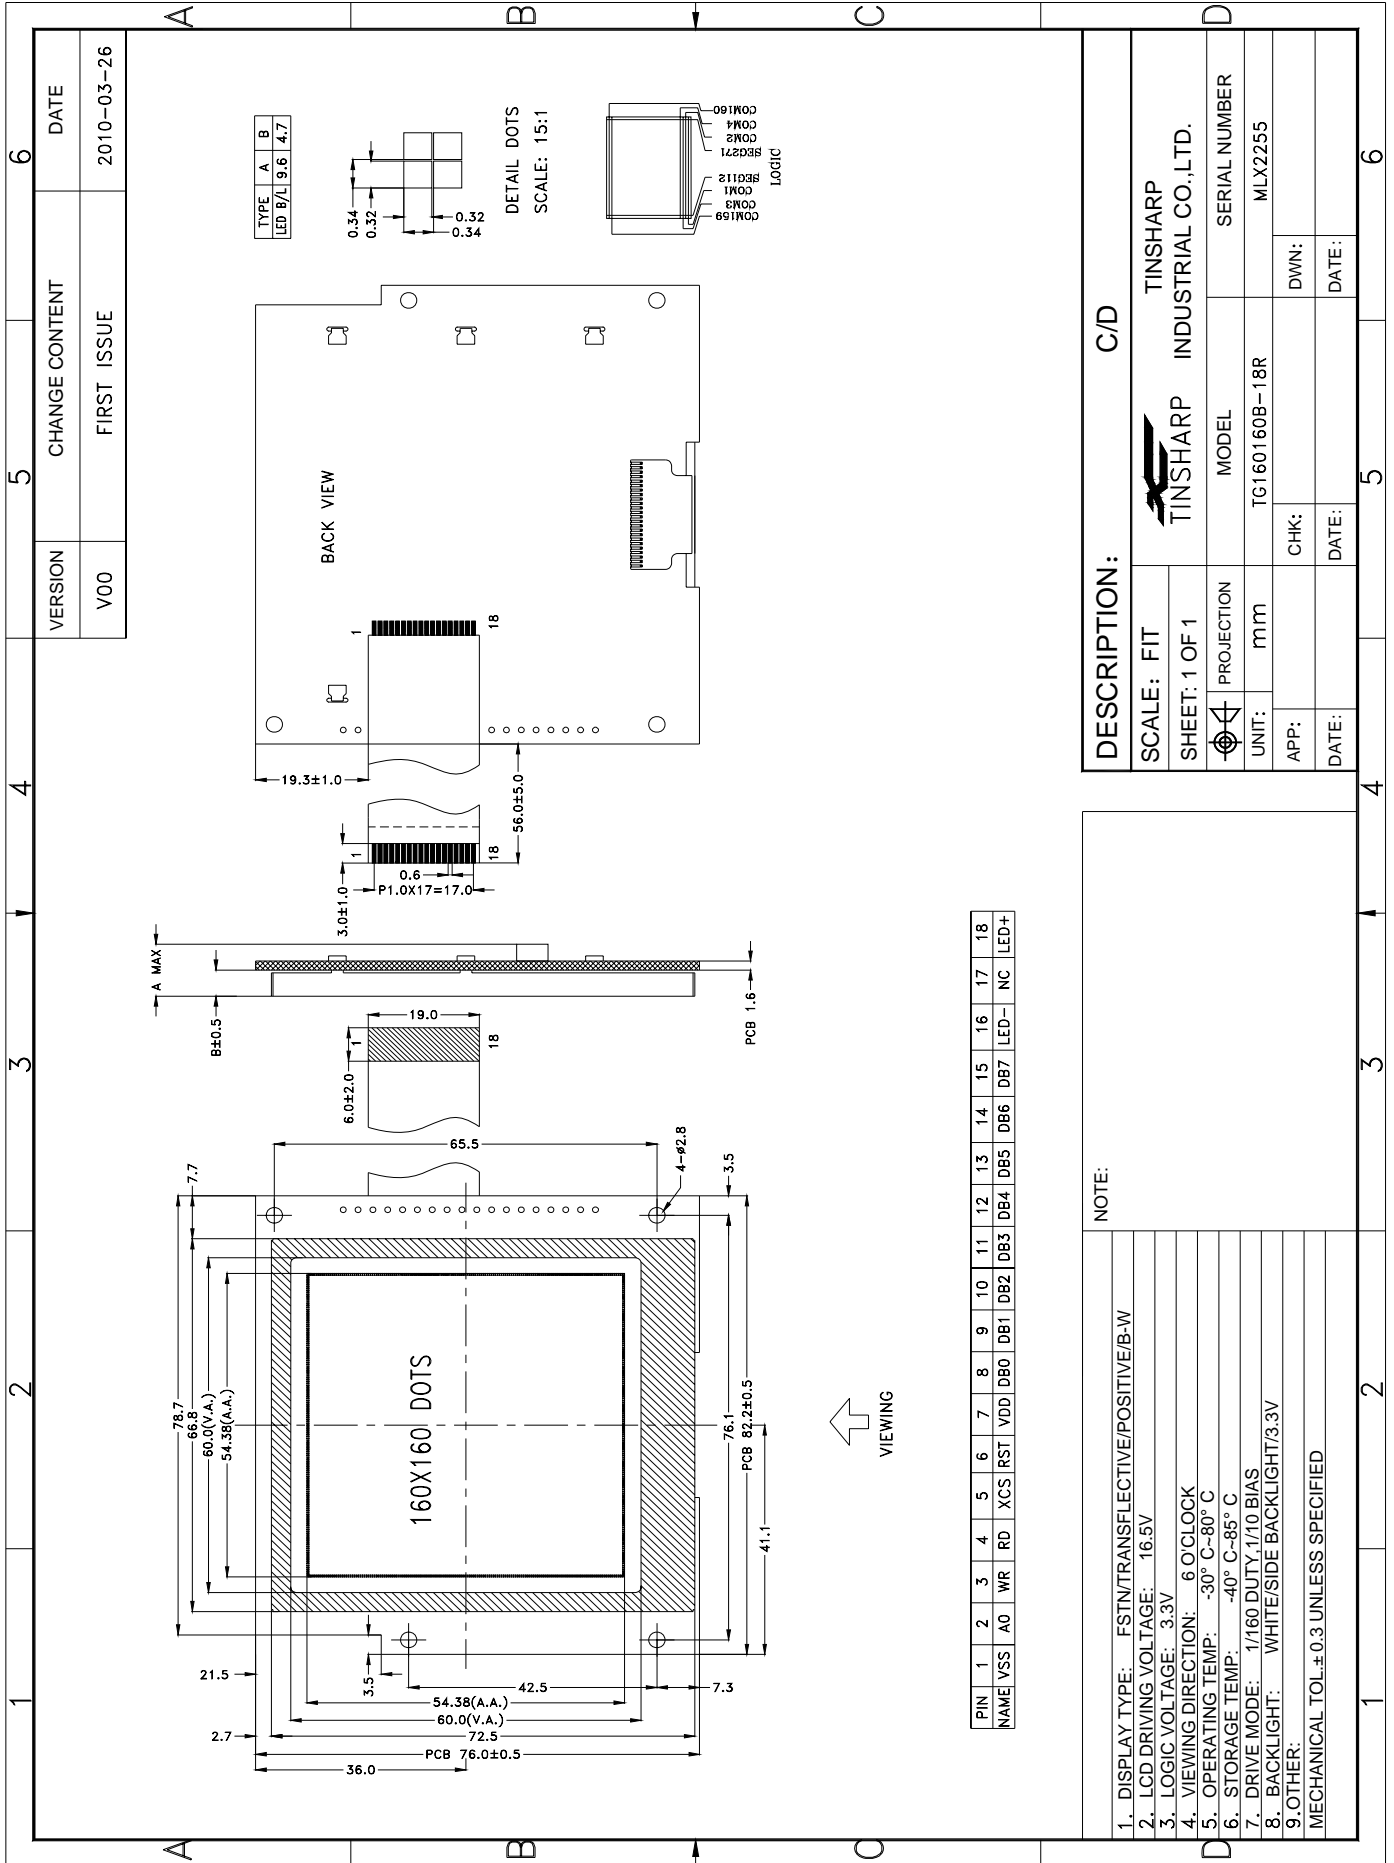 1 2 3 4 5 6
A B C D
VERSION CHANGE CONTENT DATE
V00 FIRST ISSUE 2010-03-26
78.7
66.8
60.0(V.A.)
54.38(A.A.)
7.7
65.5
4-ø2.8
3.5
160X160 DOTS
76.1
PCB 82.2±0.5
41.1
21.5
3.5
42.5
7.3
54.38(A.A.)
60.0(V.A.)
2.7
72.5
PCB 76.0±0.5
36.0
6.0±2.0
1
19.0
18
A MAX
B±0.5
PCB 1.6
3.0±1.0
1
0.6
P1.0X17=17.0
18
19.3±1.0
56.0±5.0
1
18
BACK VIEW
TYPE A B
LED B/L 9.6 4.7
0.34
0.32
0.32
0.34
DETAIL DOTS
SCALE: 15:1
COM159
COM3
COM1
SEG112
SEG271
COM2
COM4
COM160
LOGIC
VIEWING
PIN 1 2 3 4 5 6 7 8 9 10 11 12 13 14 15 16 17 18
NAME VSS A0 WR RD XCS RST VDD DB0 DB1 DB2 DB3 DB4 DB5 DB6 DB7 LED- NC LED+
1. DISPLAY TYPE: FSTN/TRANSFLECTIVE/POSITIVE/B-W
2. LCD DRIVING VOLTAGE: 16.5V
3. LOGIC VOLTAGE: 3.3V
4. VIEWING DIRECTION: 6 O'CLOCK
5. OPERATING TEMP: -30° C~80° C
6. STORAGE TEMP: -40° C~85° C
7. DRIVE MODE: 1/160 DUTY,1/10 BIAS
8. BACKLIGHT: WHITE/SIDE BACKLIGHT/3.3V
9.OTHER:
MECHANICAL TOL.±0.3 UNLESS SPECIFIED
NOTE:
DESCRIPTION: C/D
SCALE: FIT
SHEET: 1 OF 1
TINSHARP
TINSHARP
INDUSTRIAL CO.,LTD.
PROJECTION MODEL SERIAL NUMBER
UNIT: mm TG160160B-18R MLX2255
APP: CHK: DWN:
DATE: DATE: DATE:
A B C D
1 2 3 4 5 6